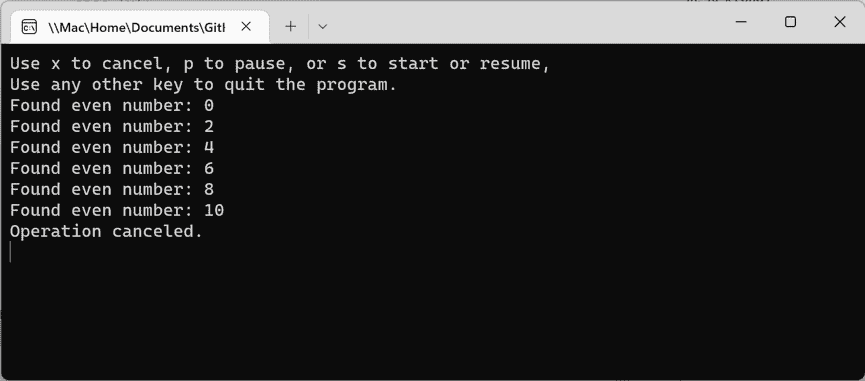 \\Mac\Home\Documents\Gitl
Use x to cancel, p to pause, or s to start or resume,
Use any other key to quit the program.
Found even number: 0
Found even number: 2
Found even number: 4
Found even number: 6
Found even number: 8
Found even number: 10
Operation canceled.